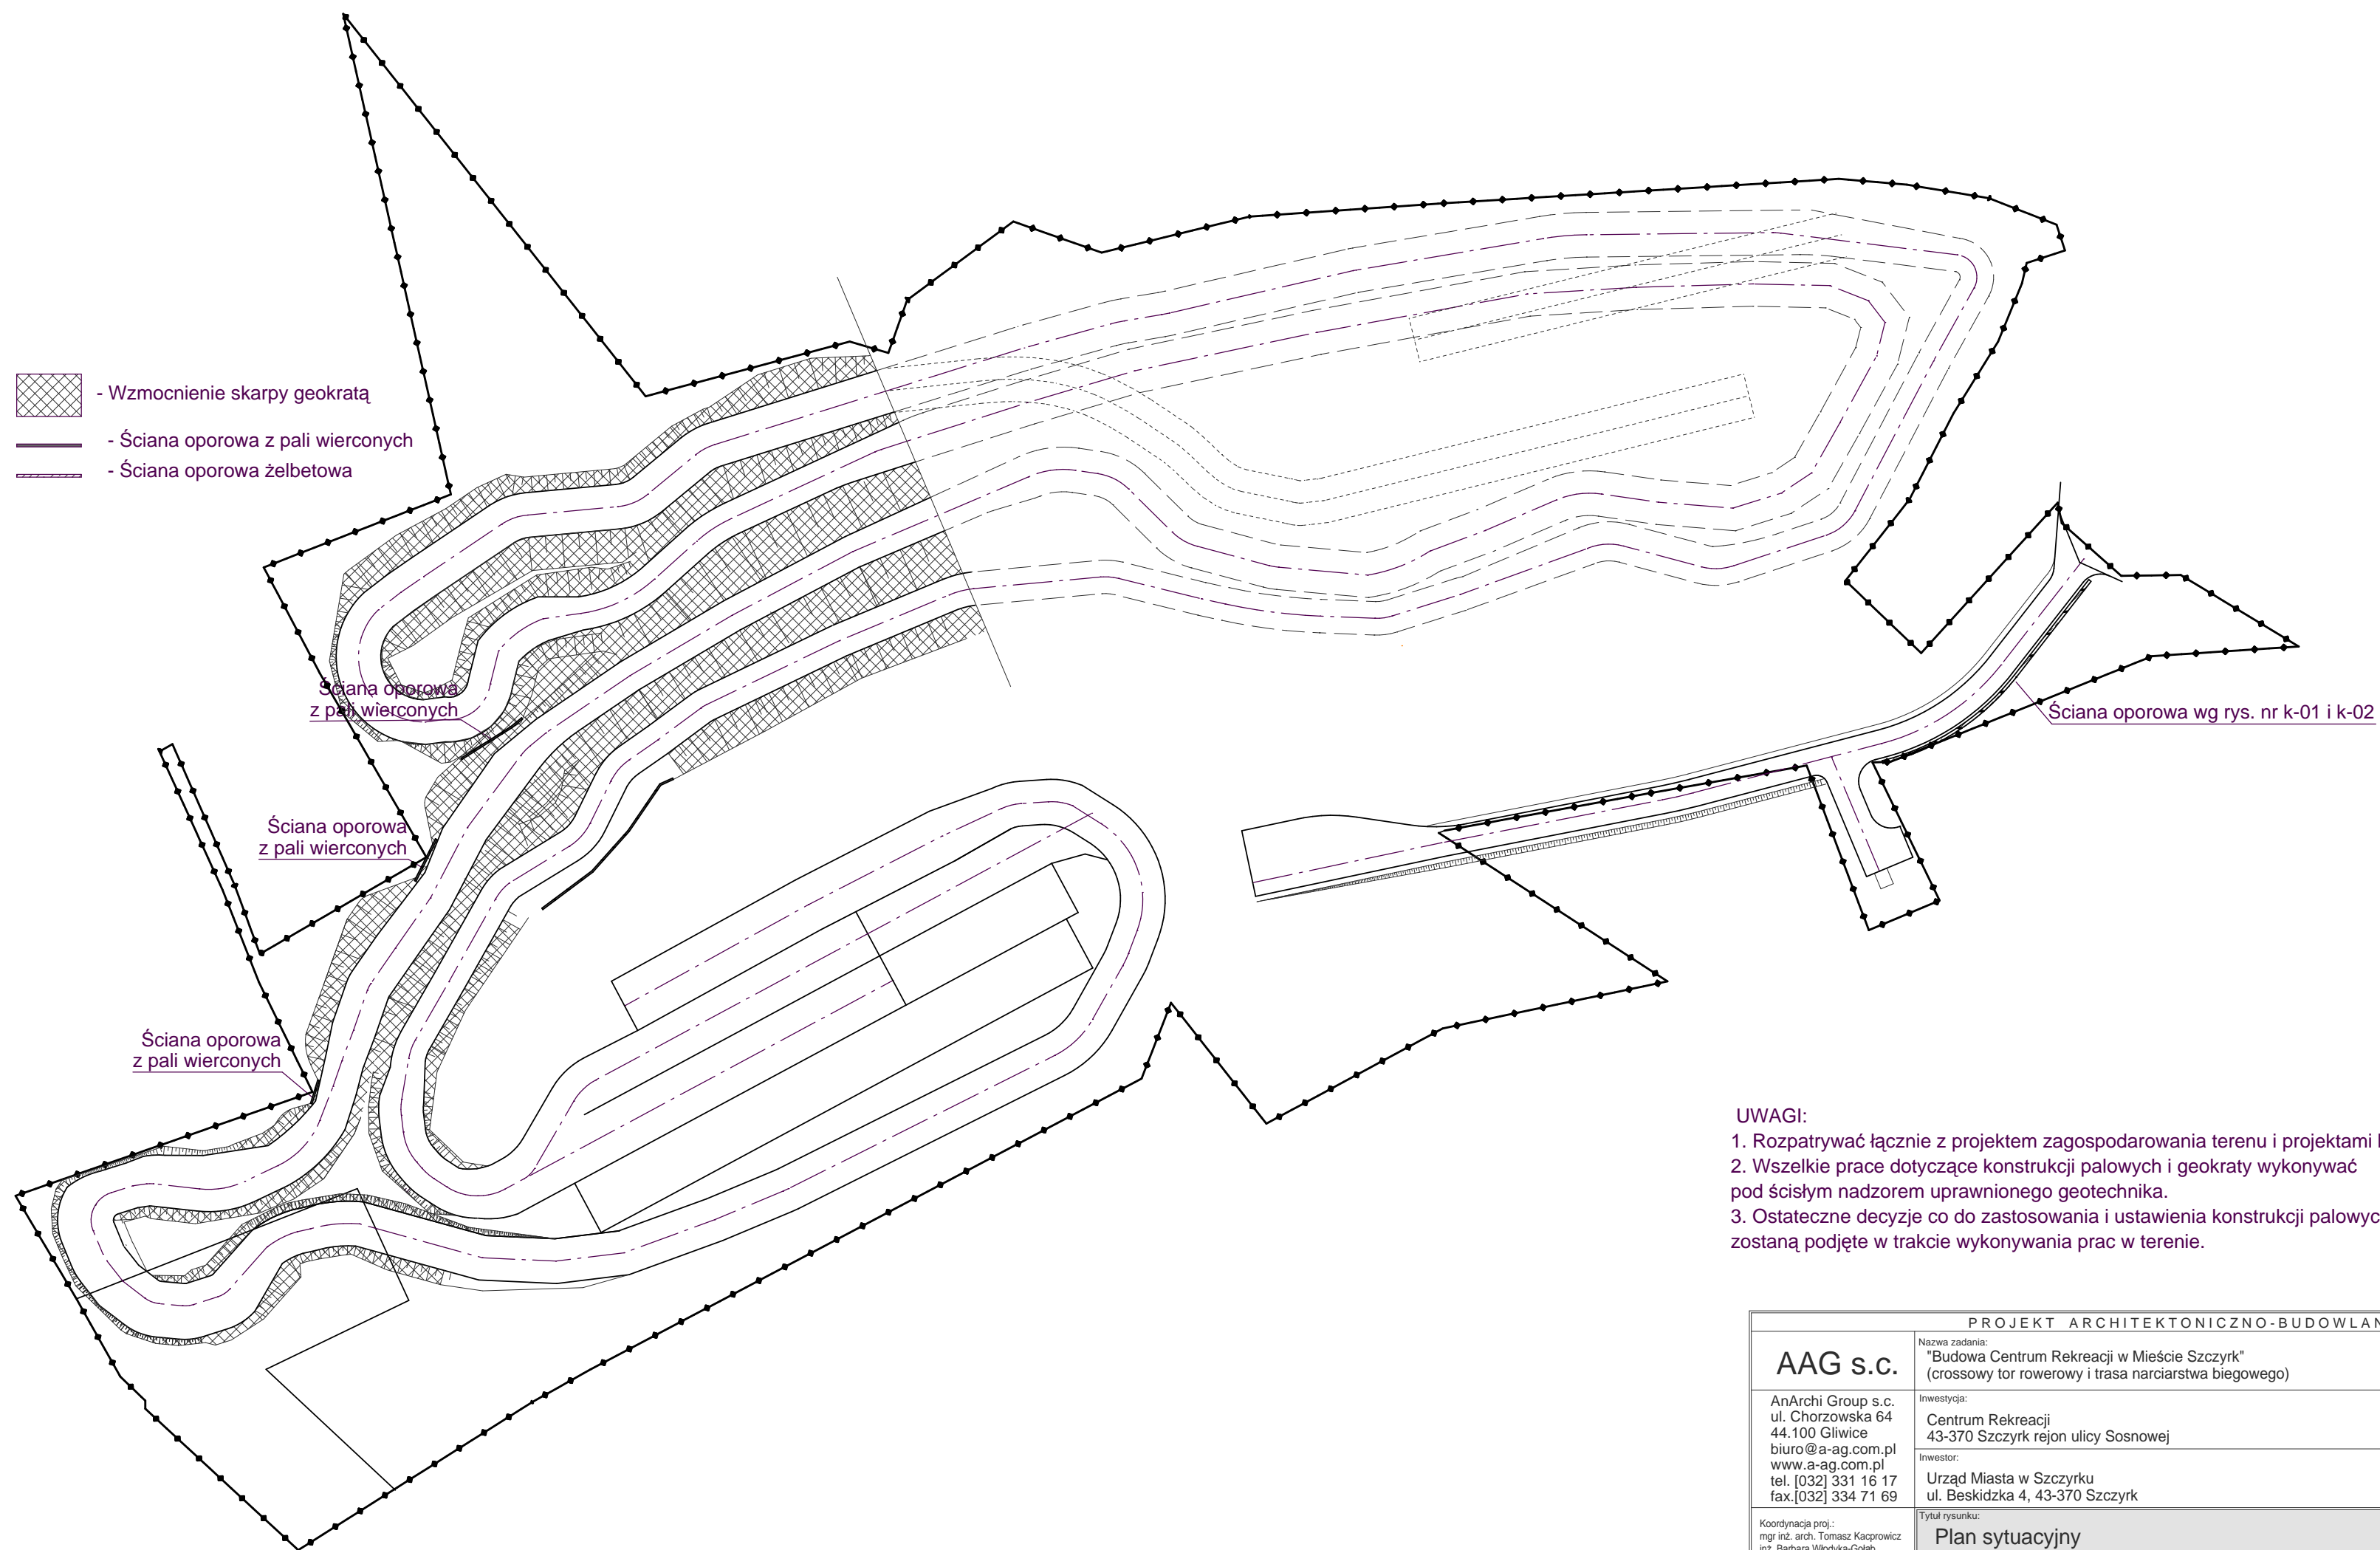 - Wzmocnienie skarpy geokratą
- Ściana oporowa z pali wierconych
- Ściana oporowa żelbetowa
Ściana oporowa
z pali wierconych
Ściana oporowa wg rys. nr k-01 i k-02
Ściana oporowa
z pali wierconych
Ściana oporowa
z pali wierconych
UWAGI:
1. Rozpatrywać łącznie z projektem zagospodarowania terenu i projektami
2. Wszelkie prace dotyczące konstrukcji palowych i geokraty wykonywać
pod ścisłym nadzorem uprawnionego geotechnika.
3. Ostateczne decyzje co do zastosowania i ustawienia konstrukcji palowyc
zostaną podjęte w trakcie wykonywania prac w terenie.
PROJEKT ARCHITEKTONICZNO-BUDOWLAN
AAG s.c.
Nazwa zadania:
"Budowa Centrum Rekreacji w Mieście Szczyrk"
(crossowy tor rowerowy i trasa narciarstwa biegowego)
AnArchi Group s.c.
ul. Chorzowska 64
44.100 Gliwice
biuro@a-ag.com.pl
www.a-ag.com.pl
tel. [032] 331 16 17
fax.[032] 334 71 69
Inwestycja:
Centrum Rekreacji
43-370 Szczyrk rejon ulicy Sosnowej
Inwestor:
Urząd Miasta w Szczyrku
ul. Beskidzka 4, 43-370 Szczyrk
Koordynacja proj.:
mgr inż. arch. Tomasz Kacprowicz
inż. Barbara Włodyka-Gołąb
Tytuł rysunku:
Plan sytuacyjny